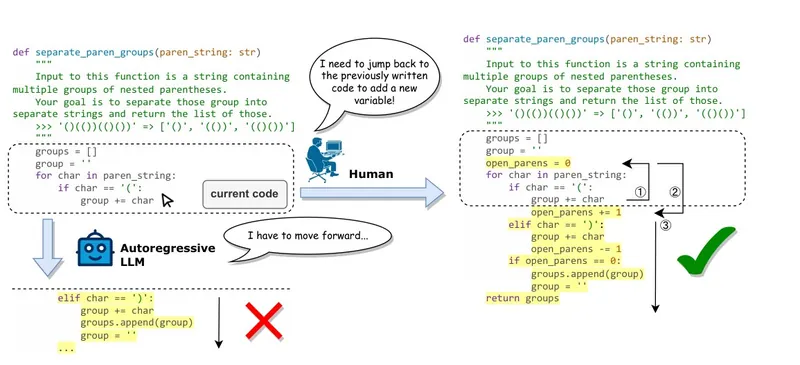 def separate_paren_groups(paren_string: str)
"""
Input to this function is a string containing
multiple groups of nested parentheses.
Your goal is to separate those group into
separate strings and return the list of those.
>>> '()(())(()())' => ['()', '(())', '(()())']
"""
groups = []
group = ''
for char in paren_string:
if char == '(':
group += char
current code
I need to jump back to
the previously written
code to add a new
variable!
Human
Autoregressive
LLM
I have to move forward...
elif char == ')':
group += char
groups.append(group)
group = ''
...
def separate_paren_groups(paren_string: str)
"""
Input to this function is a string containing
multiple groups of nested parentheses.
Your goal is to separate those group into
separate strings and return the list of those.
>>> '()(())(()())' => ['()', '(())', '(()())']
"""
groups = []
group = ''
open_parens = 0
for char in paren_string:
if char == '(':
group += char
open_parens += 1
elif char == ')':
group += char
open_parens -= 1
if open_parens == 0:
groups.append(group)
group = ''
return groups
①
②
③